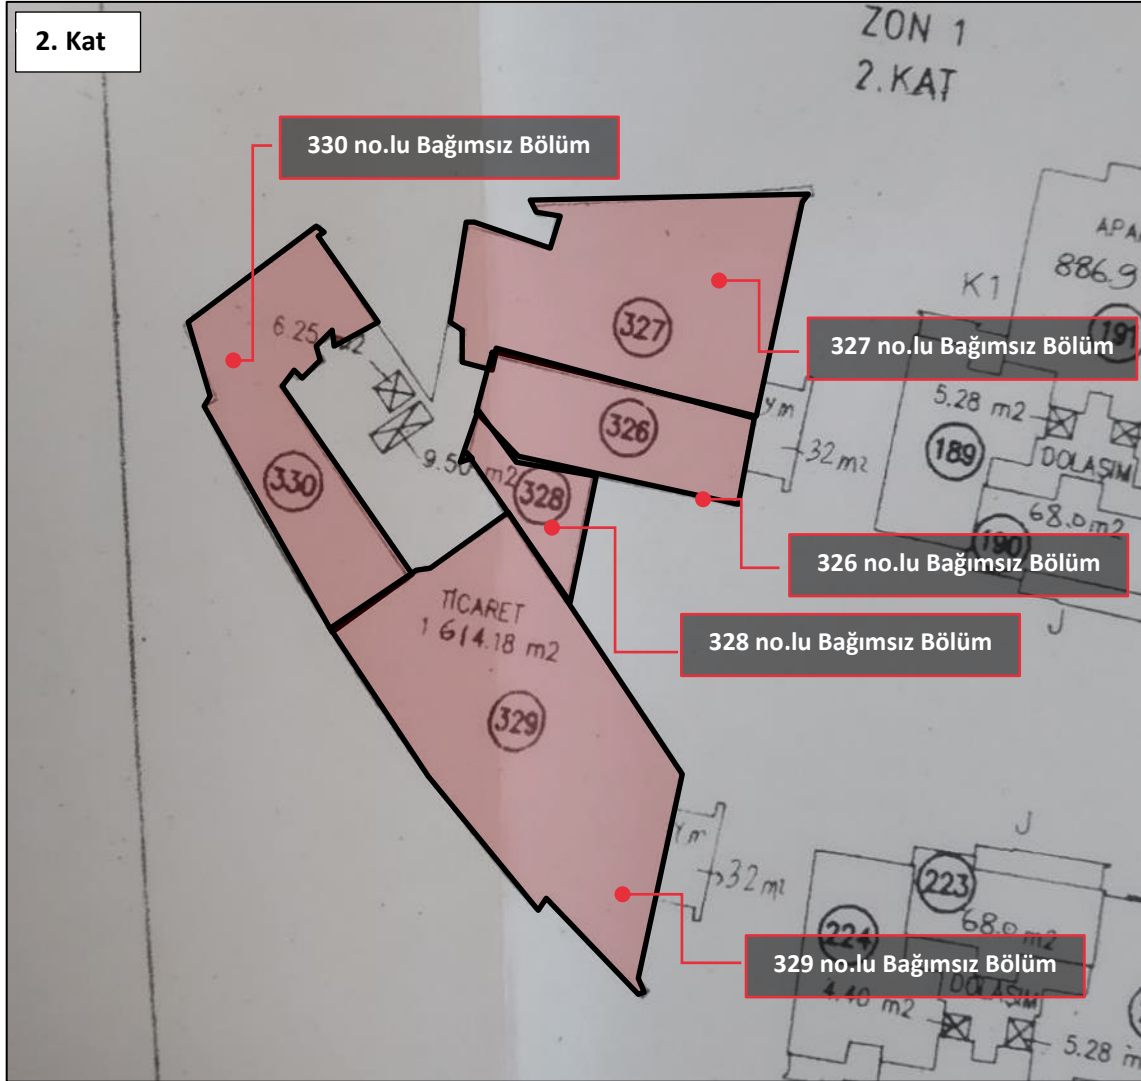 2. Kat
ZON 1
2.KAT
330 no.lu Bağımsız Bölüm
K1
886.9
191
327
6.25
327 no.lu Bağımsız Bölüm
326
Y.M
32 m2
5.28 m2
189
DOLAŞIM
330
9.50 m2
328
68.0 m2
190
326 no.lu Bağımsız Bölüm
J
TİCARET
1 614.18 m2
328 no.lu Bağımsız Bölüm
329
Y.M
32 m2
J
223
68.0 m2
224
329 no.lu Bağımsız Bölüm
DOLAŞIM
4.40 m2
5.28 m